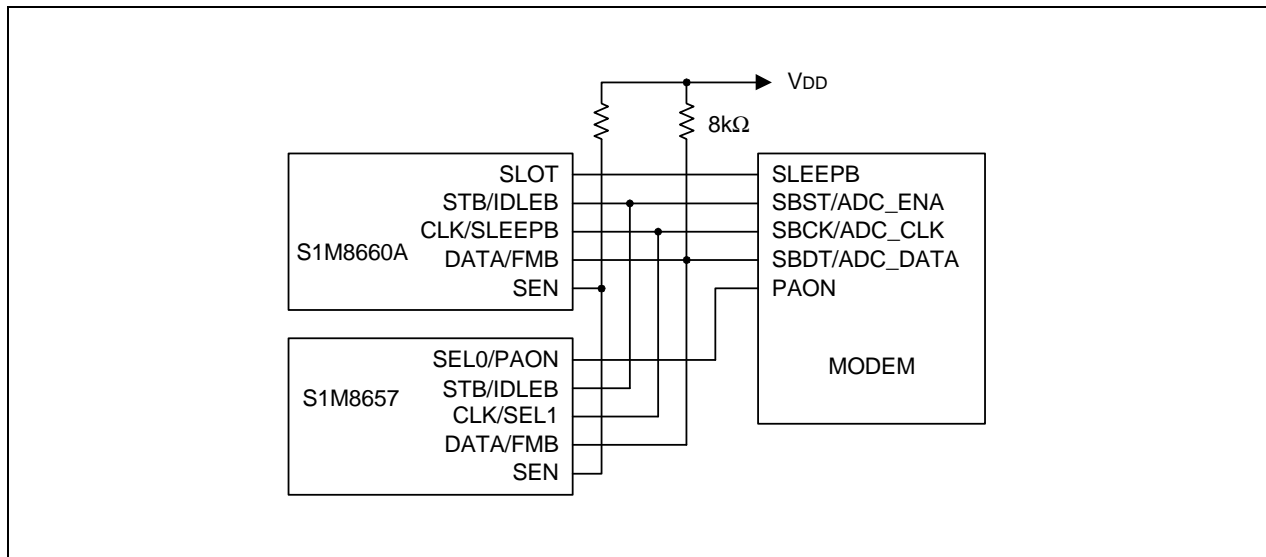 VDD
8kΩ
S1M8660A
SLOT
STB/IDLEB
CLK/SLEEPB
DATA/FMB
SEN
S1M8657
SEL0/PAON
STB/IDLEB
CLK/SEL1
DATA/FMB
SEN
SLEEPB
SBST/ADC_ENA
SBCK/ADC_CLK
SBDT/ADC_DATA
PAON
MODEM